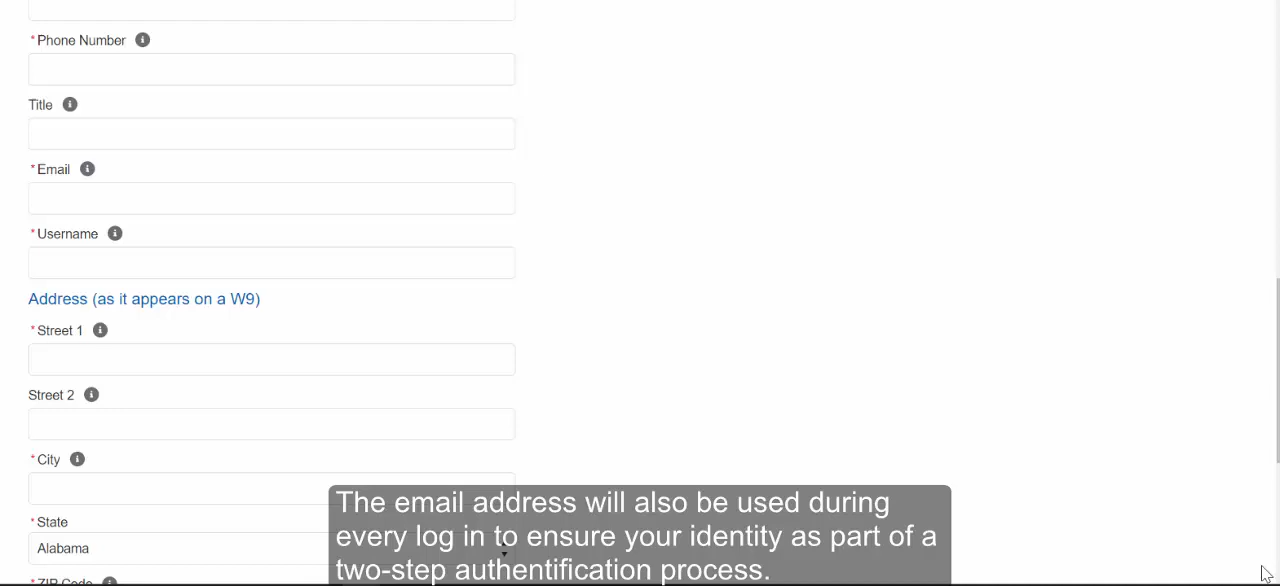 *Phone Number
Title
*Email
*Username
Address (as it appears on a W9)
*Street 1
Street 2
*City
*State
Alabama
*ZIP Code
The email address will also be used during
every log in to ensure your identity as part of a
two-step authentification process.